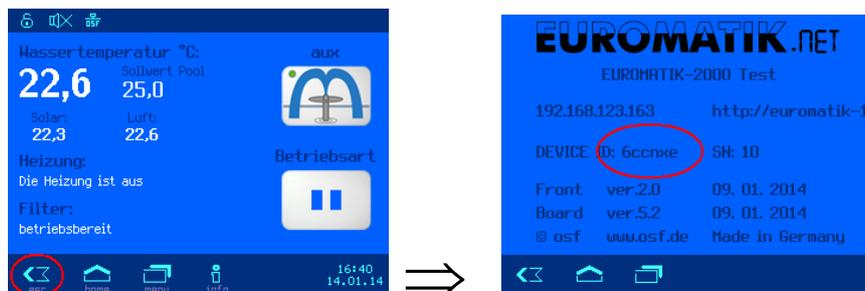 OSF
Wassertemperatur °C:
aux
22,6
Sollwert Pool
25,0
Solar:
Luft:
22,3
22,6
Heizung:
Betriebsart
Die Heizung ist aus
Filter:
betriebsbereit
esc
home
menu
info
16:40
14.01.14
EUROMATIK.NET
EUROMATIK-2000 Test
192.168.123.163
http://euromatik-1
DEVICE ID: 6ccnxe
SN: 10
Front ver.2.0 09. 01. 2014
Board ver.5.2 09. 01. 2014
© osf www.osf.de Made in Germany